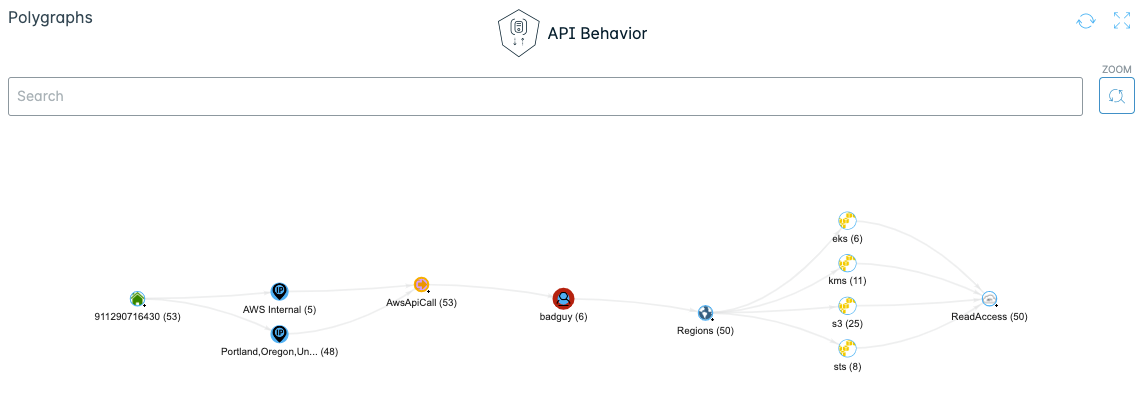 Polygraphs
API Behavior
ZOOM
Search
eks (6)
kms (11)
AWS Internal (5)
AwsApiCall (53)
911290716430 (53)
badguy (6)
ReadAccess (50)
s3 (25)
Regions (50)
Portland,Oregon,Un... (48)
sts (8)